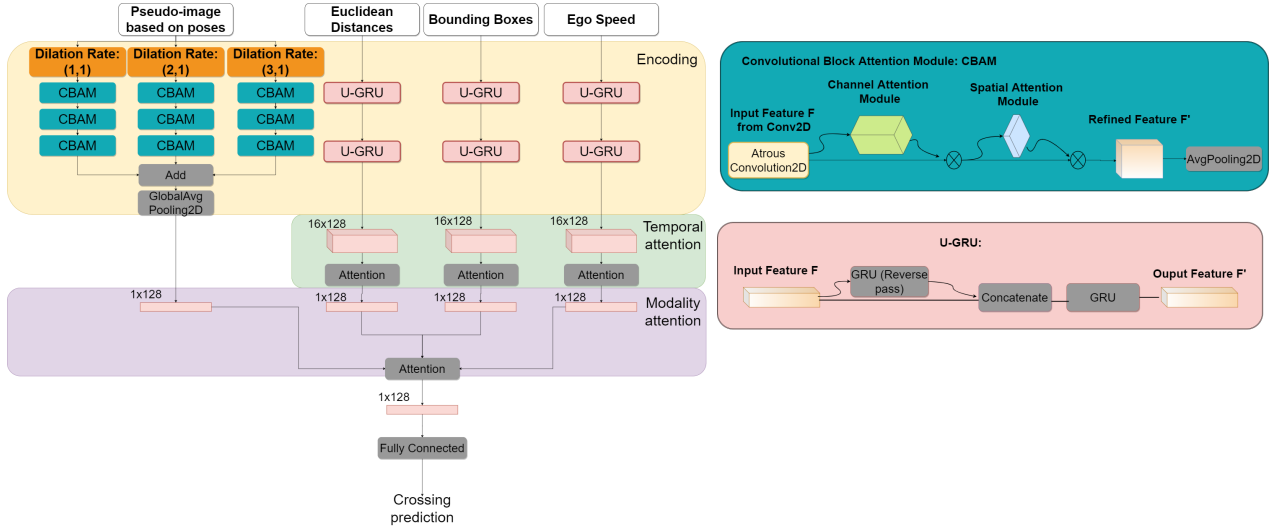 Pseudo-image
based on poses
Euclidean
Distances
Bounding Boxes
Ego Speed
Encoding
Dilation Rate:
(1,1)
Dilation Rate:
(2,1)
Dilation Rate:
(3,1)
CBAM
CBAM
CBAM
U-GRU
U-GRU
U-GRU
CBAM
CBAM
CBAM
CBAM
CBAM
CBAM
U-GRU
U-GRU
U-GRU
Add
GlobalAvg
Pooling2D
16x128
16x128
16x128
Temporal
attention
Attention
Attention
Attention
1x128
1x128
1x128
1x128
Modality
attention
Attention
1x128
Fully Connected
Crossing
prediction
Convolutional Block Attention Module: CBAM
Channel Attention
Module
Spatial Attention
Module
Input Feature F
from Conv2D
Refined Feature F'
Atrous
Convolution2D
AvgPooling2D
U-GRU:
Input Feature F
GRU (Reverse
pass)
Ouput Feature F'
Concatenate
GRU